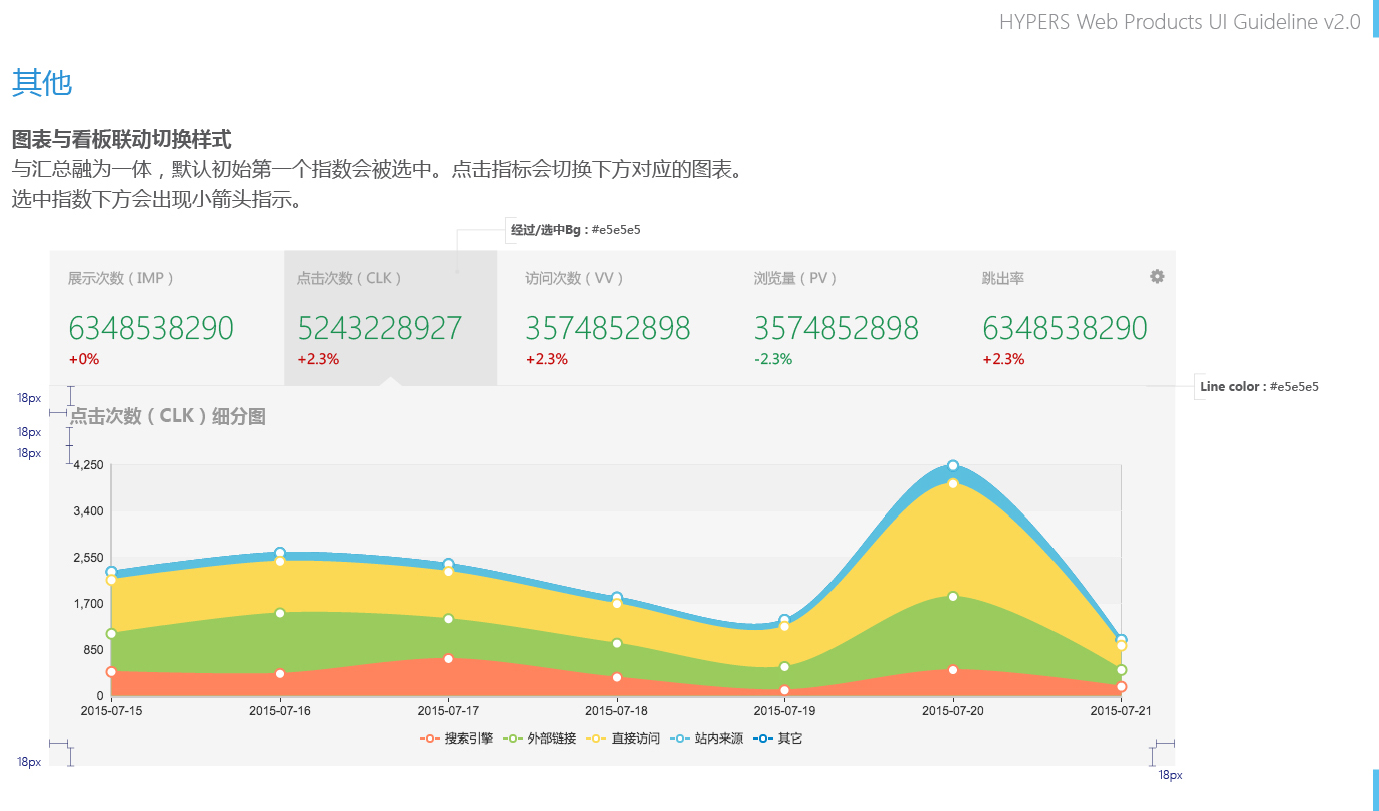 HYPERS Web Products UI Guideline v2.0
其他
图表与看板联动切换样式
与汇总融为一体，默认初始第一个指数会被选中。点击指标会切换下方对应的图表。
选中指数下方会出现小箭头指示。
经过/选中Bg : #e5e5e5
展示次数（IMP）
点击次数（CLK）
访问次数（VV）
浏览量（PV）
跳出率
6348538290
5243228927
3574852898
3574852898
6348538290
+0%
+2.3%
+2.3%
-2.3%
+2.3%
Line color : #e5e5e5
18px
点击次数（CLK）细分图
18px
18px
4,250
3,400
2,550
1,700
850
0
2015-07-15
2015-07-16
2015-07-17
2015-07-18
2015-07-19
2015-07-20
2015-07-21
搜索引擎
外部链接
直接访问
站内来源
其它
18px
18px